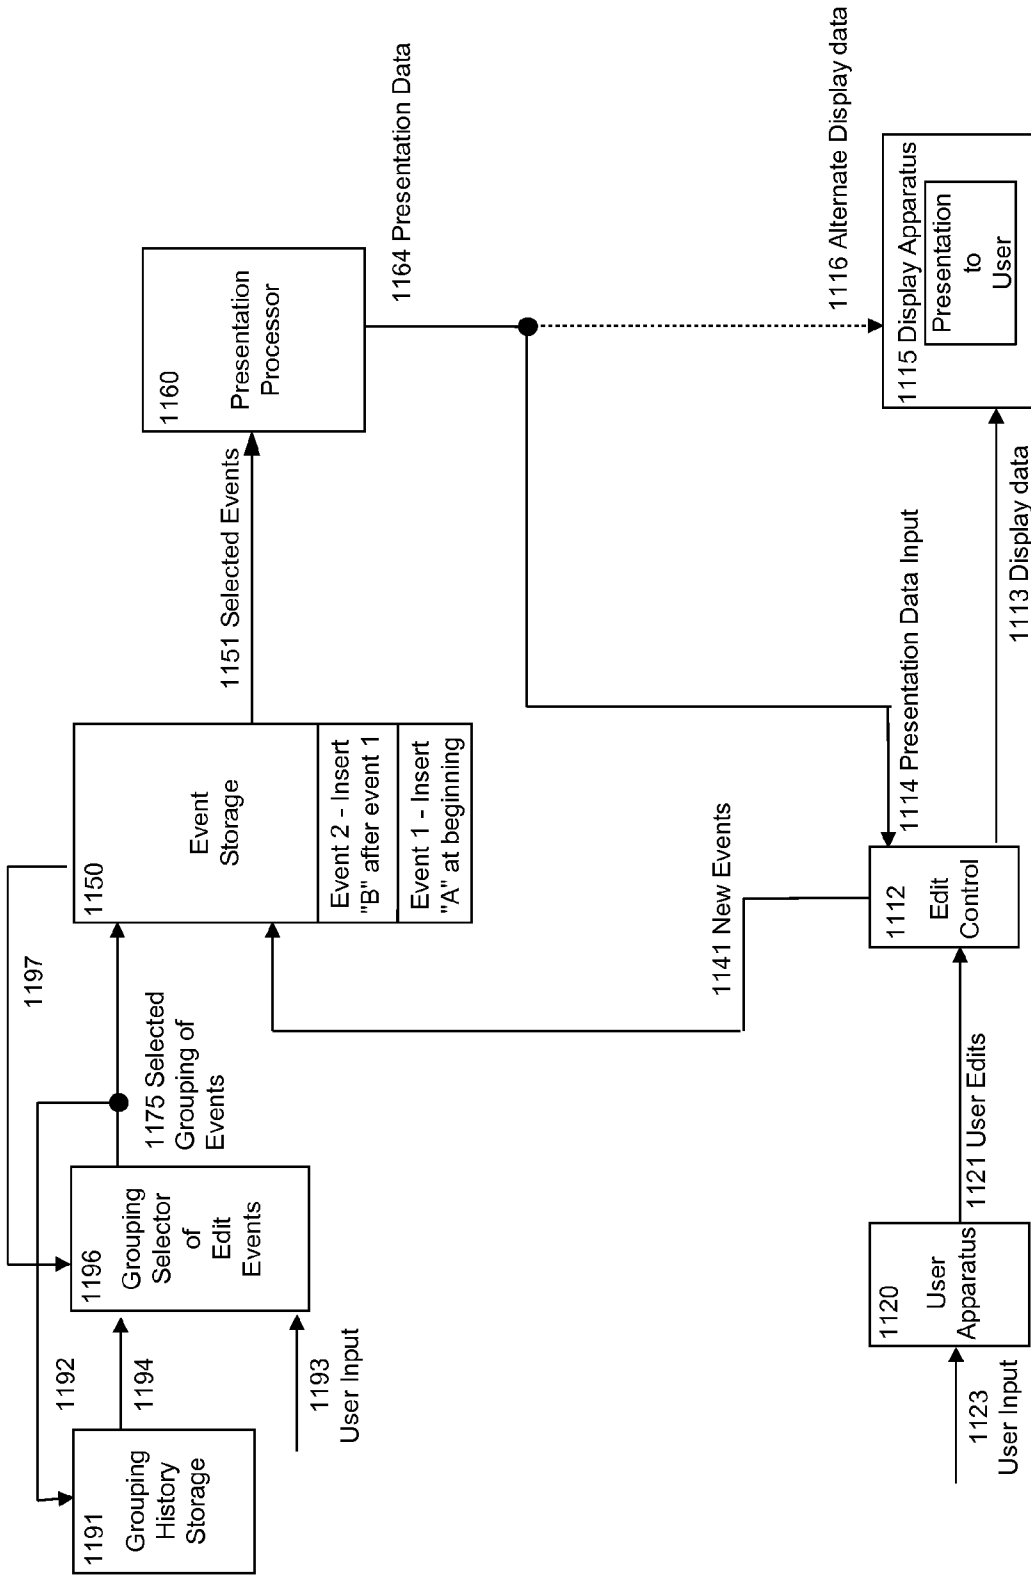 1191
Grouping
History
Storage
1192
1194
1193
User Input
1196
Grouping
Selector
of
Edit
Events
1197
1175 Selected
Grouping of
Events
1150
Event
Storage
Event 2 - Insert
"B" after event 1
Event 1 - Insert
"A" at beginning
1151 Selected Events
1160
Presentation
Processor
1164 Presentation Data
1116 Alternate Display data
1141 New Events
1114 Presentation Data Input
1123
User Input
1120
User
Apparatus
1121 User Edits
1112
Edit
Control
1113 Display data
1115 Display Apparatus
Presentation
to
User